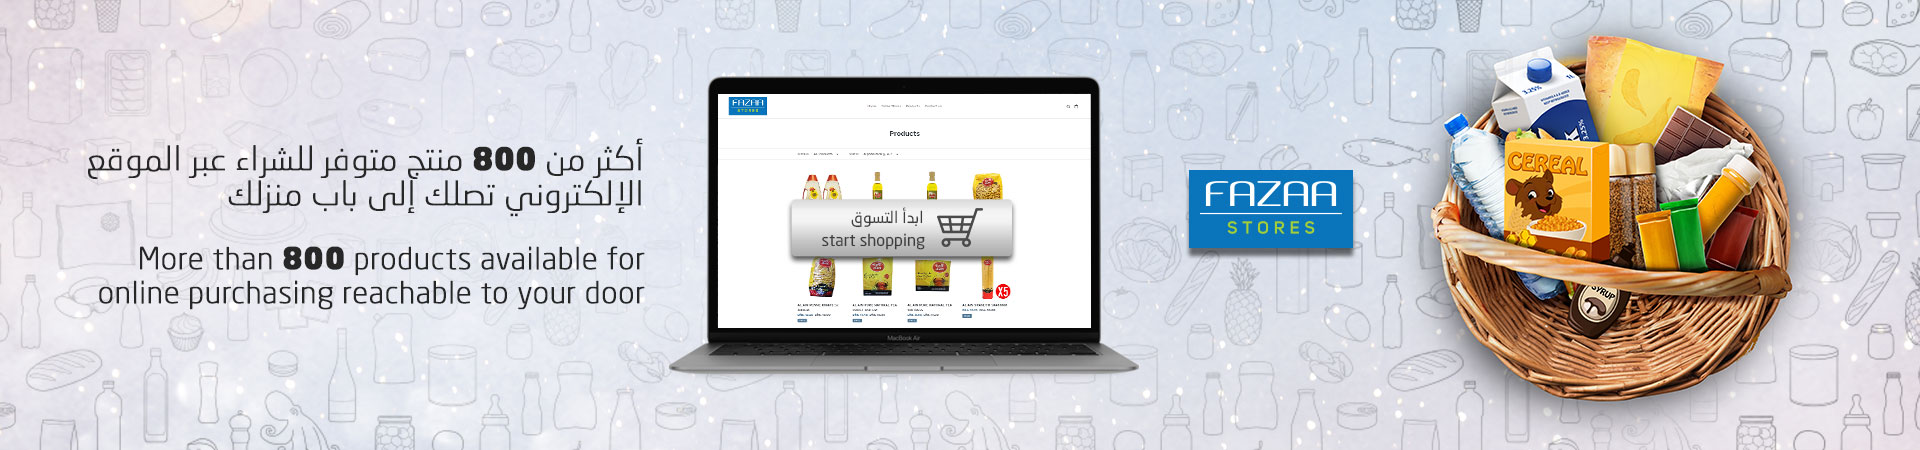 أكثر من 800 منتج متوفر للشراء عبر الموقع
الإلكتروني تصلك إلى باب منزلك
More than 800 products available for
online purchasing reachable to your door
FAZAA
STORES
Products
ابدأ التسوق
start shopping
X5
MacBook Air
FAZAA
STORES
3.25%
CEREAL
SYRUP